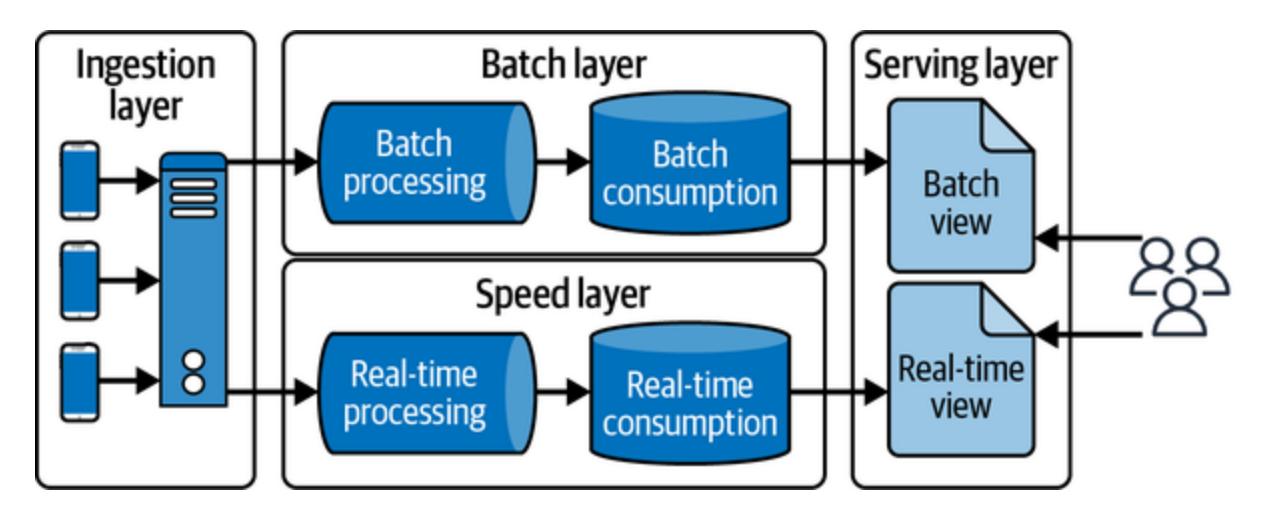 Ingestion
layer
Batch layer
Batch
processing
Batch
consumption
Speed layer
Real-time
processing
Real-time
consumption
Serving layer
Batch
view
Real-time
view